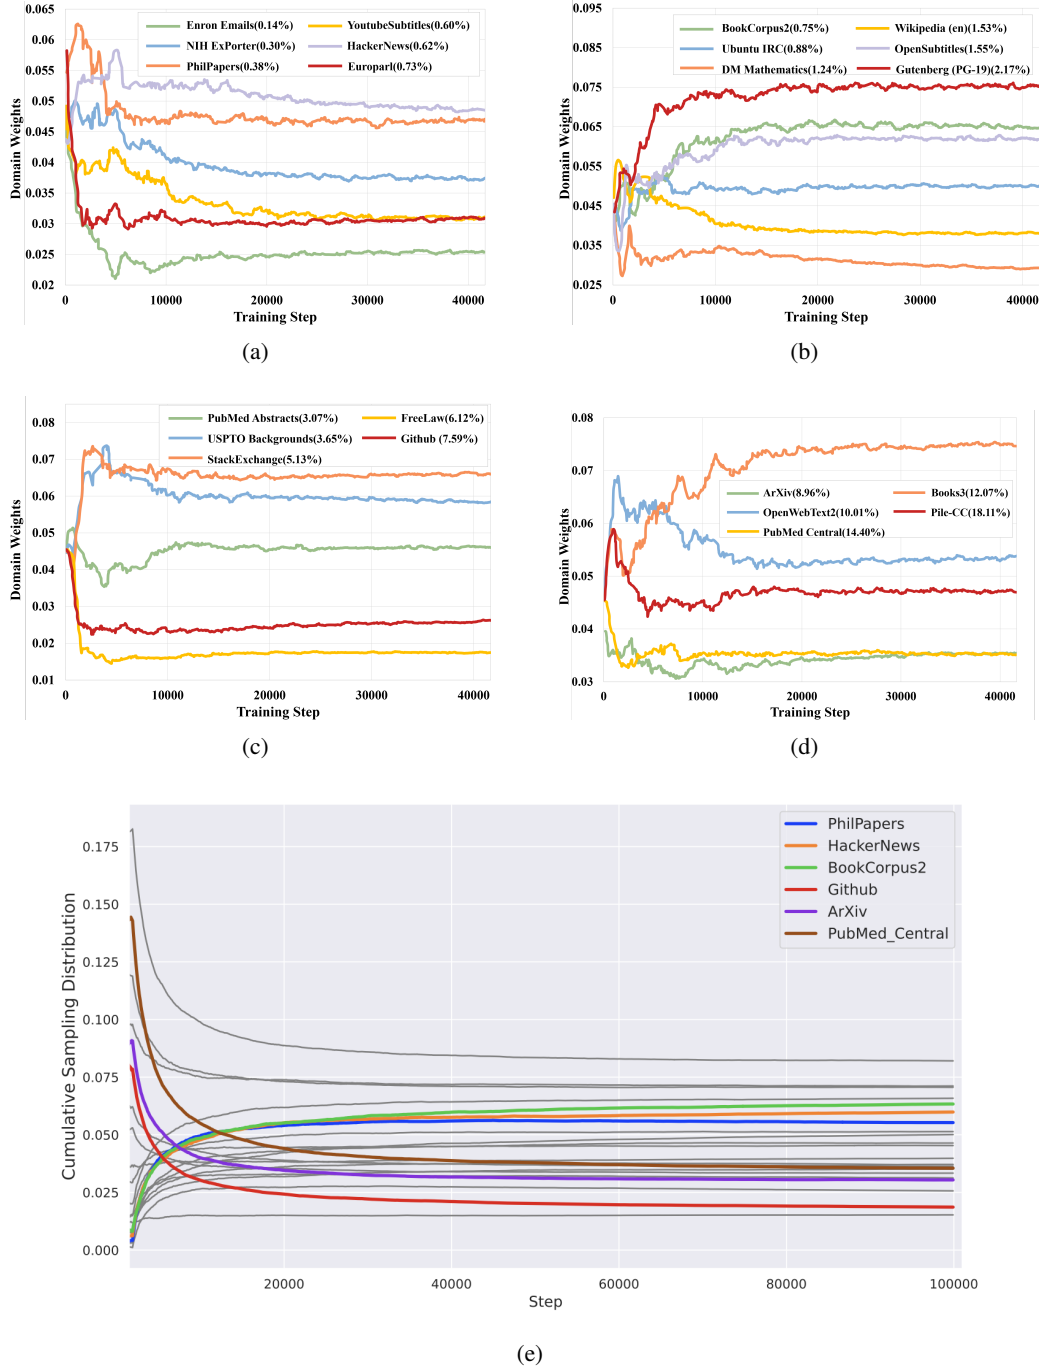 0.065
0.06
0.055
0.05
0.045
0.04
0.035
0.03
0.025
0.02
Domain Weights
Enron Emails(0.14%) YoutubeSubtitles(0.60%)
NIH ExPorter(0.30%) HackerNews(0.62%)
PhilPapers(0.38%) Europarl(0.73%)
0 10000 20000 30000 40000
Training Step
(a)
0.095
0.085
0.075
0.065
0.055
0.045
0.035
0.025
Domain Weights
BookCorpus2(0.75%) Wikipedia (en)(1.53%)
Ubuntu IRC(0.88%) OpenSubtitles(1.55%)
DM Mathematics(1.24%) Gutenberg (PG-19)(2.17%)
0 10000 20000 30000 40000
Training Step
(b)
0.08
0.07
0.06
0.05
0.04
0.03
0.02
0.01
Domain Weights
PubMed Abstracts(3.07%) FreeLaw(6.12%)
USPTO Backgrounds(3.65%) Github (7.59%)
StackExchange(5.13%)
0 10000 20000 30000 40000
Training Step
(c)
0.08
0.07
0.06
0.05
0.04
0.03
Domain Weights
ArXiv(8.96%) Books3(12.07%)
OpenWebText2(10.01%) Pile-CC(18.11%)
PubMed Central(14.40%)
0 10000 20000 30000 40000
Training Step
(d)
0.175
0.150
0.125
0.100
0.075
0.050
0.025
0.000
Cumulative Sampling Distribution
PhilPapers
HackerNews
BookCorpus2
Github
ArXiv
PubMed_Central
20000 40000 60000 80000 100000
Step
(e)